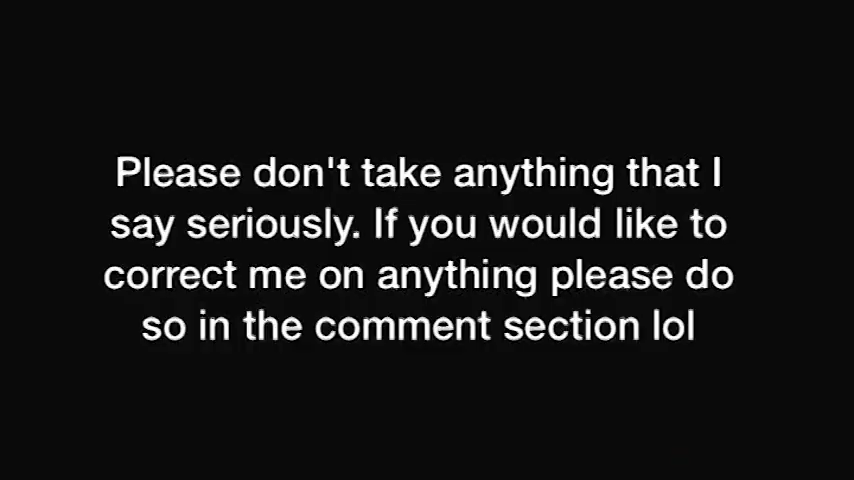 Please don't take anything that I
say seriously. If you would like to
correct me on anything please do
so in the comment section lol